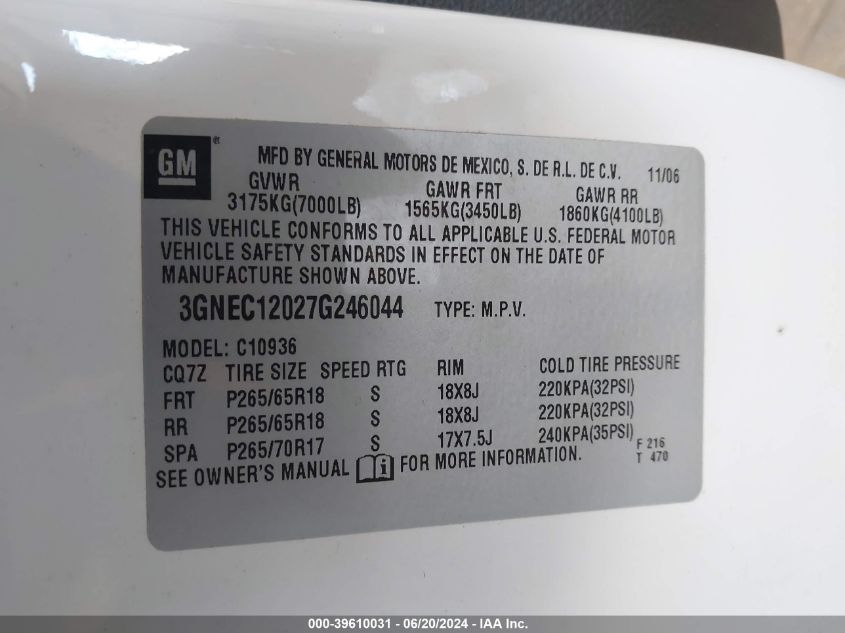 GM®
MFD BY GENERAL MOTORS DE MEXICO, S. DE R.L. DE C.V. 11/06
GVWR GAWR FRT GAWR RR
3175KG(7000LB) 1565KG(3450LB) 1860KG(4100LB)
THIS VEHICLE CONFORMS TO ALL APPLICABLE U.S. FEDERAL MOTOR
VEHICLE SAFETY STANDARDS IN EFFECT ON THE DATE OF
MANUFACTURE SHOWN ABOVE.
3GNEC12027G246044 TYPE: M.P.V.
MODEL: C10936
CQ7Z TIRE SIZE SPEED RTG RIM COLD TIRE PRESSURE
FRT P265/65R18 S 18X8J 220KPA(32PSI)
RR P265/65R18 S 18X8J 220KPA(32PSI)
SPA P265/70R17 S 17X7.5J 240KPA(35PSI)
F 216
SEE OWNER'S MANUAL i FOR MORE INFORMATION. T 470
000-39610031 - 06/20/2024 - IAA Inc.